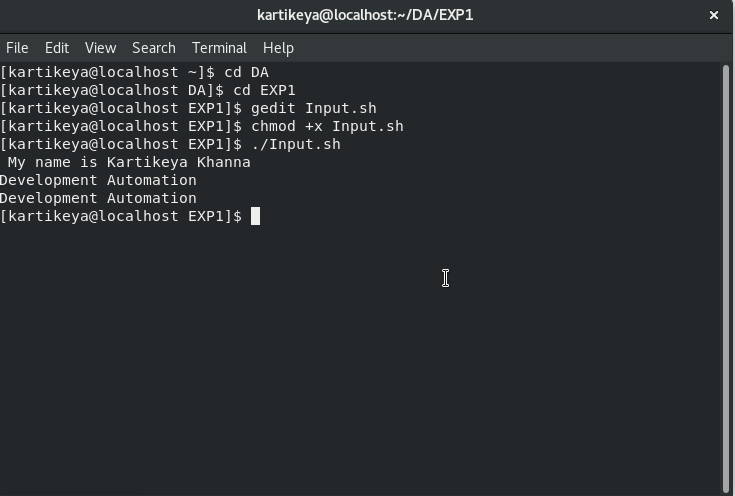 kartikeya@localhost:~/DA/EXP1
File Edit View Search Terminal Help
[kartikeya@localhost ~]$ cd DA
[kartikeya@localhost DA]$ cd EXP1
[kartikeya@localhost EXP1]$ gedit Input.sh
[kartikeya@localhost EXP1]$ chmod +x Input.sh
[kartikeya@localhost EXP1]$ ./Input.sh
 My name is Kartikeya Khanna
Development Automation
Development Automation
[kartikeya@localhost EXP1]$